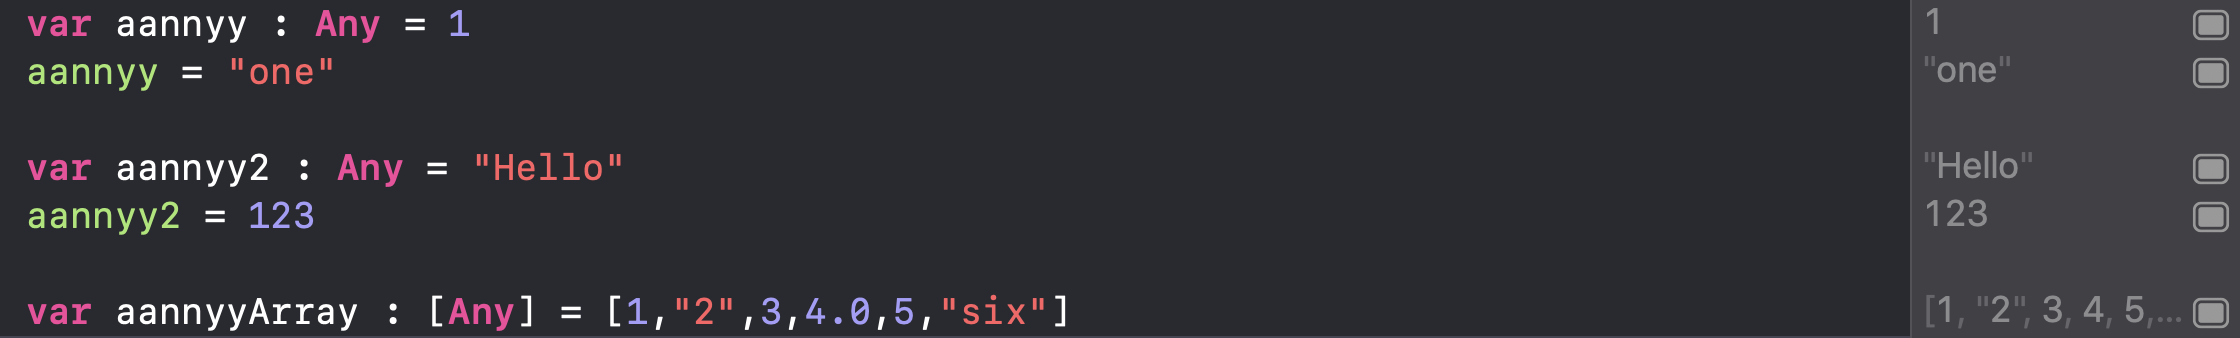 var aannyy : Any = 1
1
aannyy = "one"
"one"
var aannyy2 : Any = "Hello"
"Hello"
aannyy2 = 123
123
var aannyyArray : [Any] = [1,"2",3,4.0,5,"six"]
[1, "2", 3, 4, 5,...